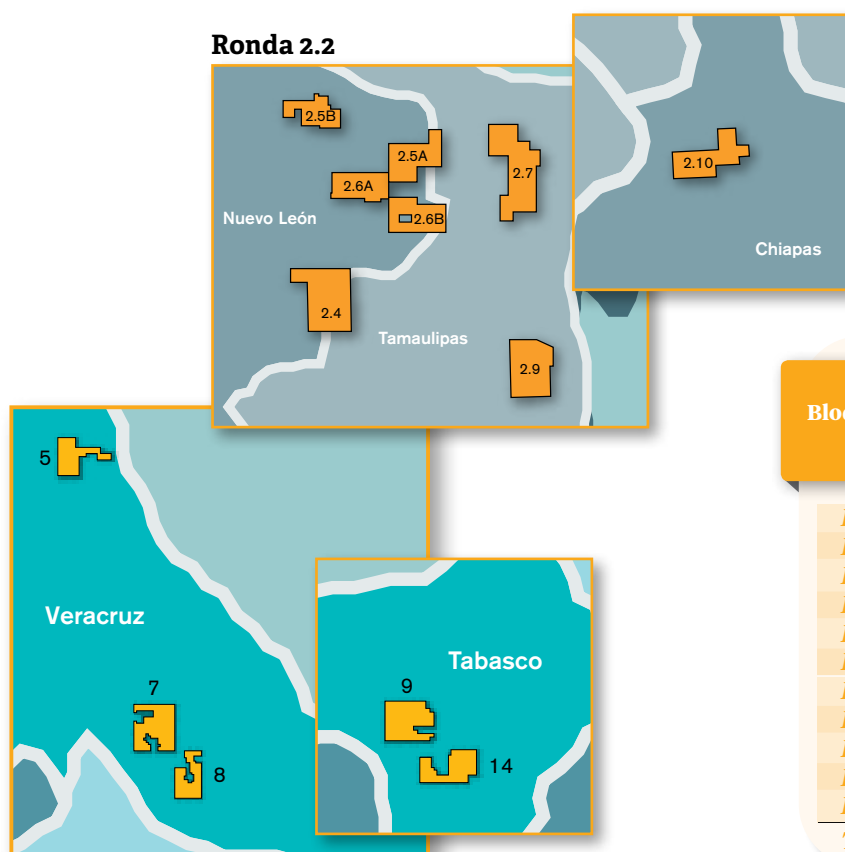 Ronda 2.2
2.5B
2.5A
2.7
2.6A
2.6B
Nuevo León
2.4
Tamaulipas
2.9
2.10
Chiapas
5
Veracruz
7
8
Tabasco
9
14